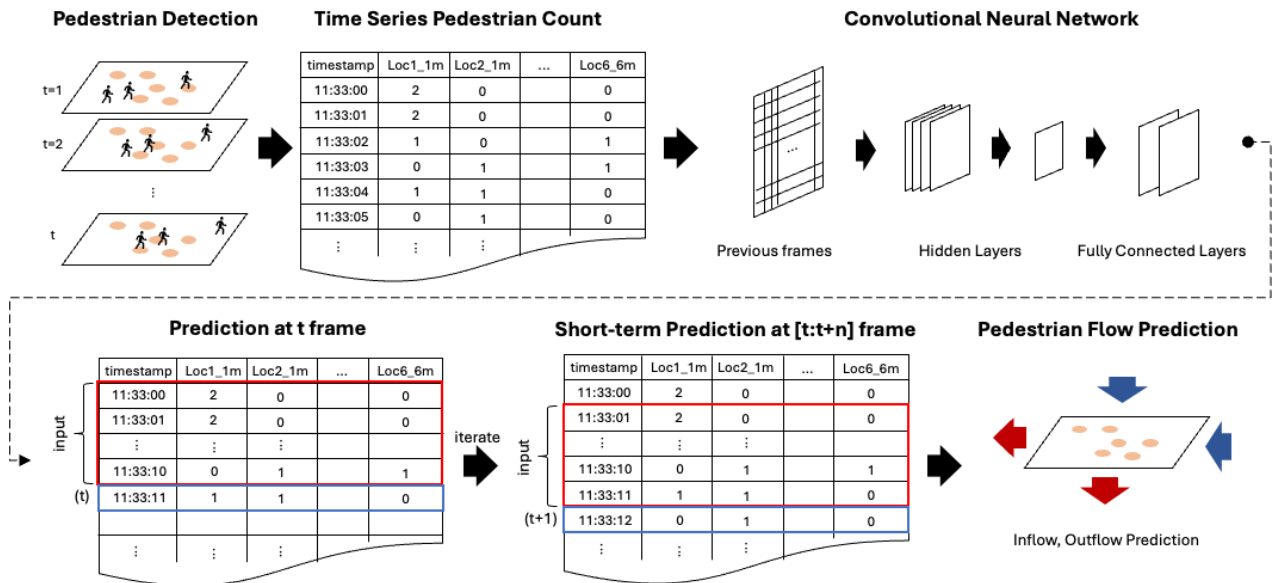 Pedestrian Detection
Time Series Pedestrian Count
Convolutional Neural Network
t=1
t=2
⋮
t
timestamp Loc1_1m Loc2_1m ... Loc6_6m
11:33:00 2 0 0
11:33:01 2 0 0
11:33:02 1 0 1
11:33:03 0 1 1
11:33:04 1 1 0
11:33:05 0 1 0
⋮ ⋮ ⋮ ⋮
...
Previous frames
Hidden Layers
Fully Connected Layers
Prediction at t frame
timestamp Loc1_1m Loc2_1m ... Loc6_6m
11:33:00 2 0 0
11:33:01 2 0 0
⋮ ⋮ ⋮
11:33:10 0 1 1
input
(t) 11:33:11 1 1 0
⋮ ⋮ ⋮ ⋮
iterate
Short-term Prediction at [t:t+n] frame
timestamp Loc1_1m Loc2_1m ... Loc6_6m
11:33:00 2 0 0
11:33:01 2 0 0
⋮ ⋮ ⋮
11:33:10 0 1 1
11:33:11 1 1 0
input
(t+1) 11:33:12 0 1 0
⋮ ⋮ ⋮ ⋮
Pedestrian Flow Prediction
Inflow, Outflow Prediction